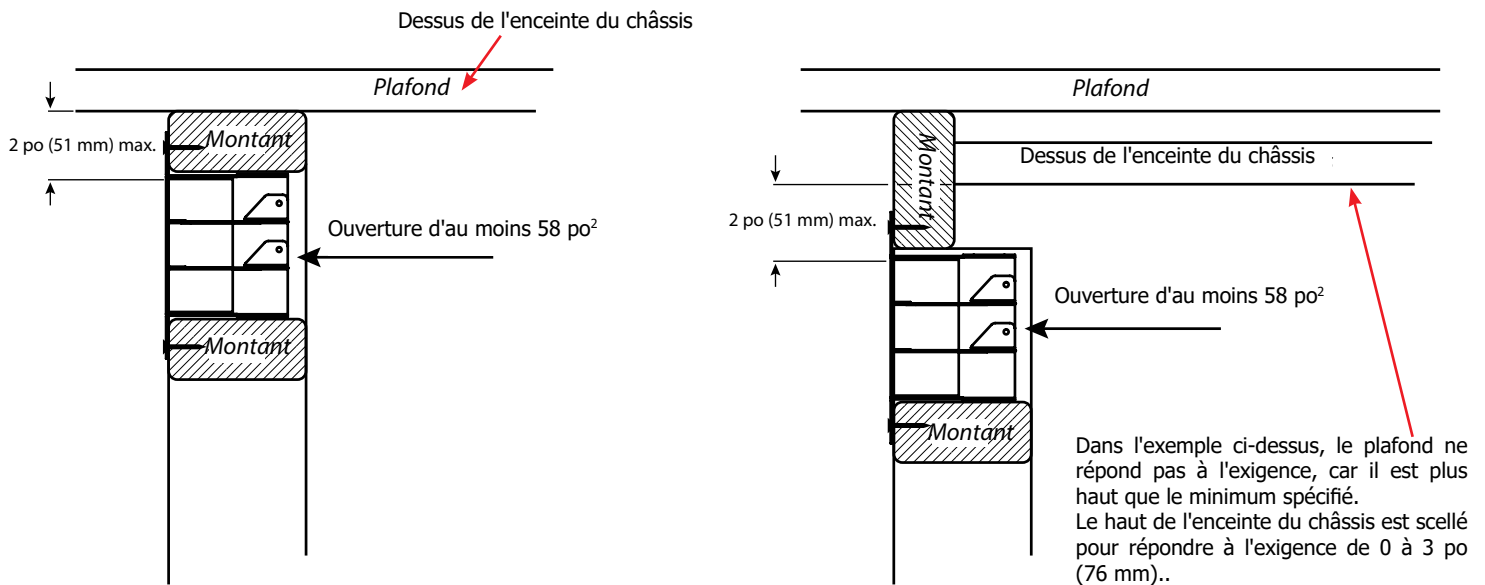 Dessus de l'enceinte du châssis
Plafond
2 po (51 mm) max.
Montant
Ouverture d'au moins 58 po²
Montant
Plafond
Montant
Dessus de l'enceinte du châssis
2 po (51 mm) max.
Ouverture d'au moins 58 po²
Montant
Dans l'exemple ci-dessus, le plafond ne
répond pas à l'exigence, car il est plus
haut que le minimum spécifié.
Le haut de l'enceinte du châssis est scellé
pour répondre à l'exigence de 0 à 3 po
(76 mm)..